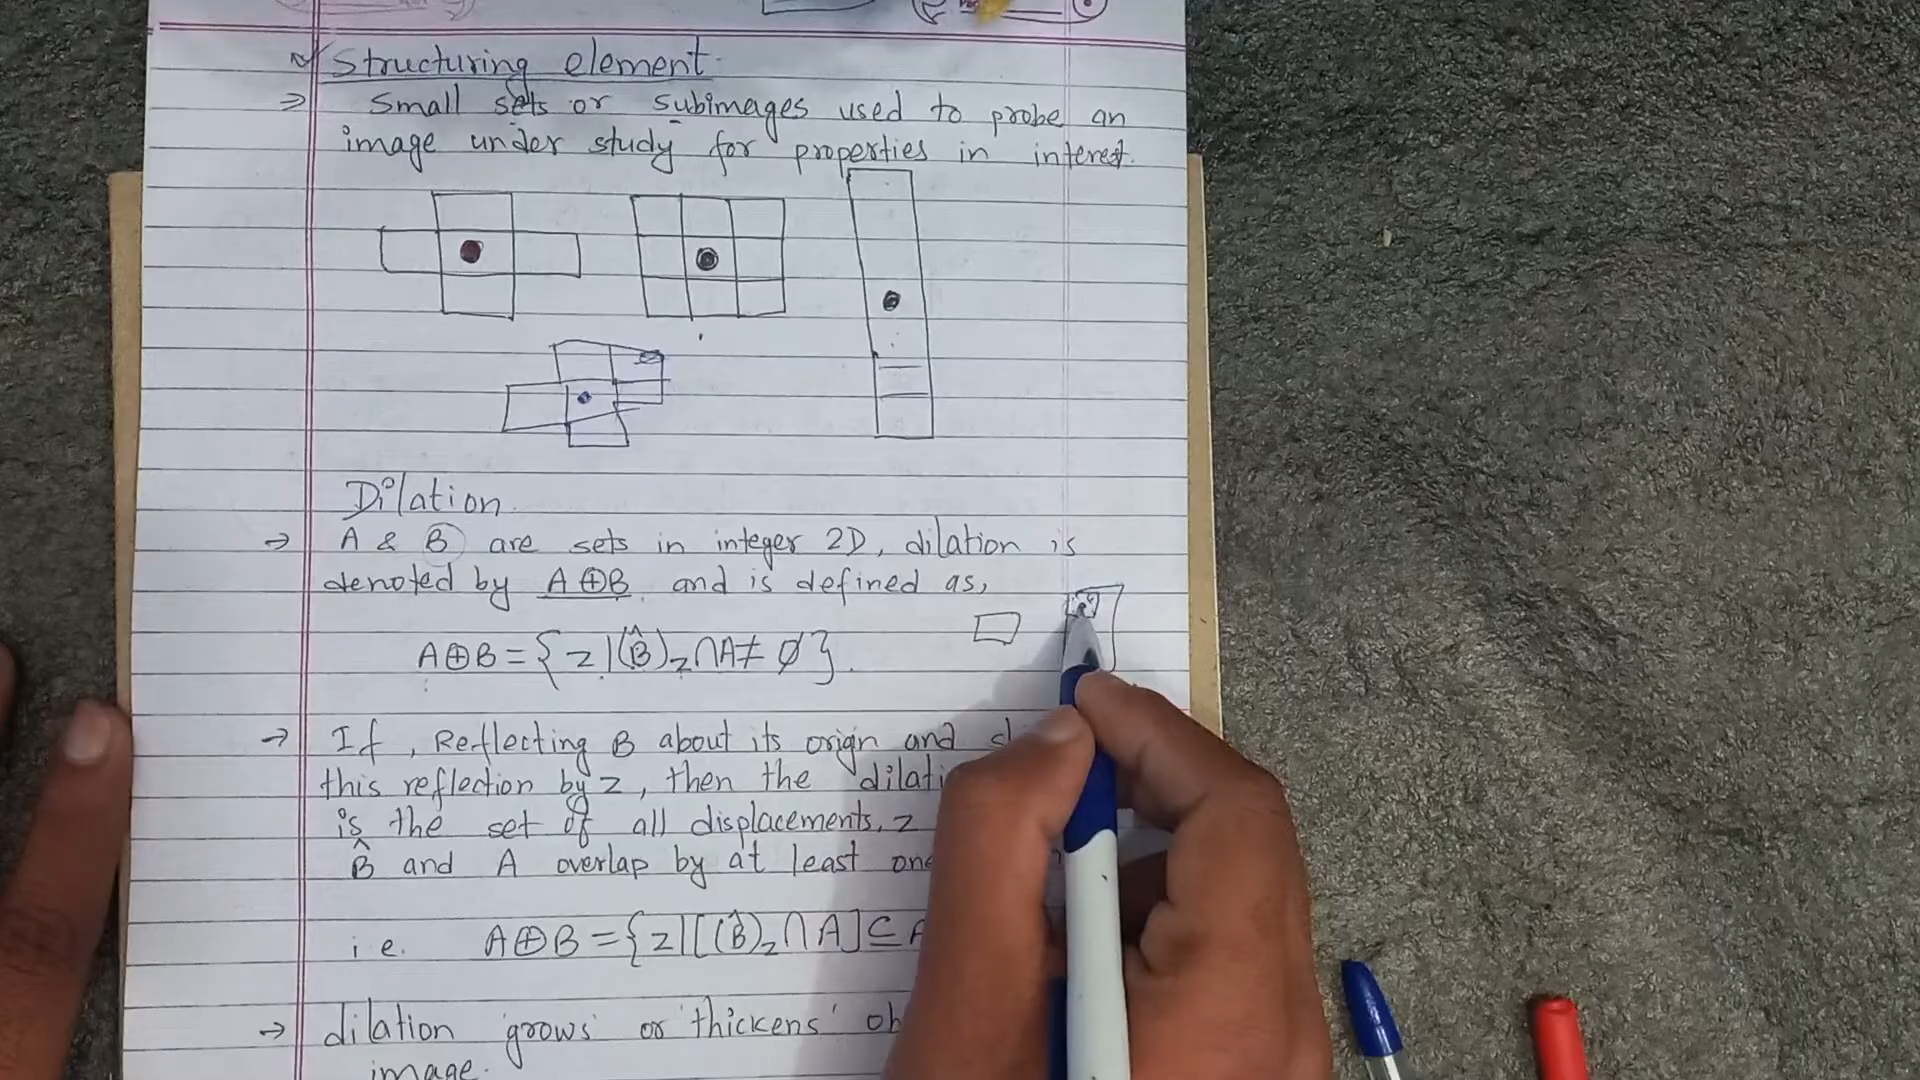 Structuring element.
⇒ Small sets or subimages used to probe an
image under study for properties in interest.
Dilation.
→ A & B are sets in integer 2D, dilation is
denoted by A⊕B and is defined as,
A⊕B = { z | (B̂)z ∩ A ≠ ∅ }.
→ If, Reflecting B about its orign and
this reflection by z, then the
is the set of all displacements, z
B̂ and A overlap by at least
i.e. A⊕B = { z | [(B̂)z ∩ A] ⊆
→ dilation 'grows' or 'thickens'
image.